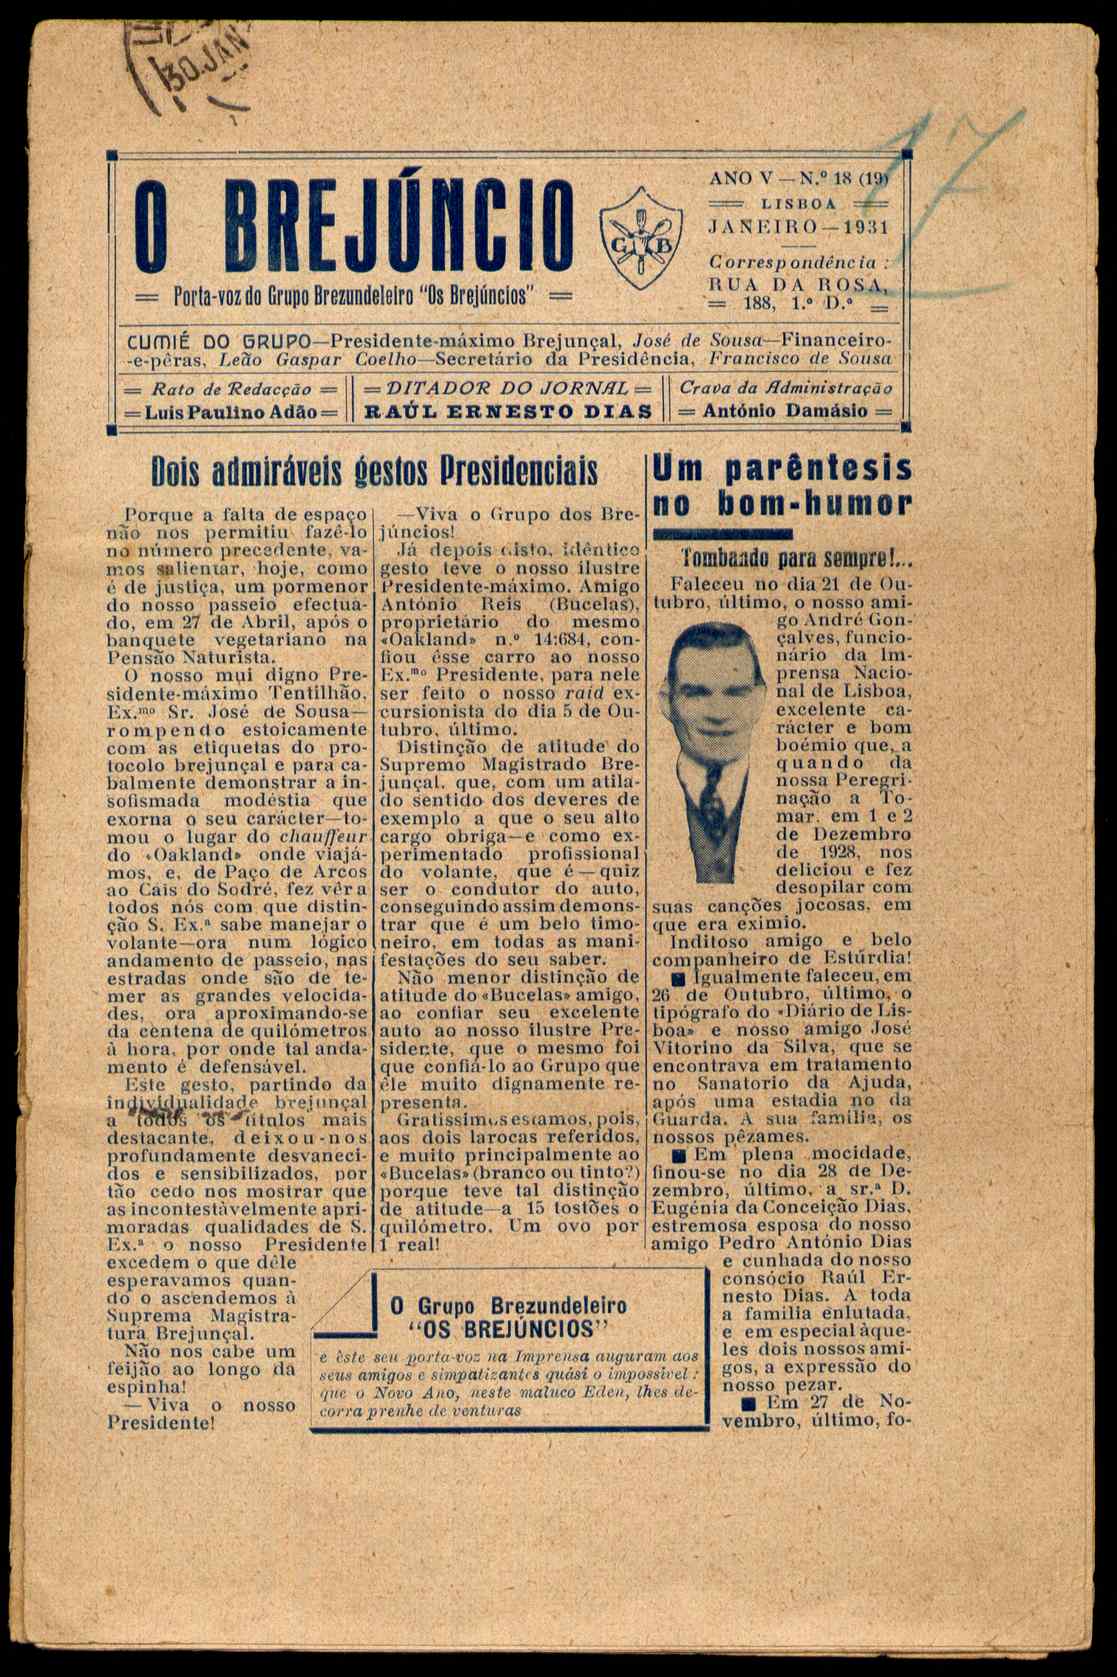 30.JAN
17
O BREJÚNCIO
Porta-voz do Grupo Brezundeleiro "Os Brejúncios"
G B
ANO V—N.º 18 (19)
LISBOA
JANEIRO—1931
Correspondência:
RUA DA ROSA,
188, 1.º D.º
CUMIÉ DO GRUPO—Presidente-máximo Brejunçal, José de Sousa—Financeiro-
-e-pêras, Leão Gaspar Coelho—Secretário da Presidência, Francisco de Sousa
Rato de Redacção
Luis Paulino Adão
DITADOR DO JORNAL
RAÚL ERNESTO DIAS
Crava da Administração
António Damásio
Dois admiráveis gestos Presidenciais
Porque a falta de espaço
não nos permitiu fazê-lo
no número precedente, va-
mos salientar, hoje, como
é de justiça, um pormenor
do nosso passeio efectua-
do, em 27 de Abril, após o
banquete vegetariano na
Pensão Naturista.
O nosso mui digno Pre-
sidente-máximo Tentilhão,
Ex.mo Sr. José de Sousa—
rompendo estoicamente
com as etiquetas do pro-
tocolo brejunçal e para ca-
balmente demonstrar a in-
sofismada modéstia que
exorna o seu carácter—to-
mou o lugar do chauffeur
do «Oakland» onde viajá-
mos, e, de Paço de Arcos
ao Cais do Sodré, fez vêr a
todos nós com que distin-
ção S. Ex.ª sabe manejar o
volante—ora num lógico
andamento de passeio, nas
estradas onde são de te-
mer as grandes velocida-
des, ora aproximando-se
da centena de quilómetros
à hora, por onde tal anda-
mento é defensável.
Este gesto, partindo da
individualidade brejunçal
a todos os títulos mais
destacante, deixou-nos
profundamente desvaneci-
dos e sensibilizados, por
tão cedo nos mostrar que
as incontestávelmente apri-
moradas qualidades de S.
Ex.ª o nosso Presidente
excedem o que dêle
esperavamos quan-
do o ascendemos à
Suprema Magistra-
tura Brejunçal.
Não nos cabe um
feijão ao longo da
espinha!
—Viva o nosso
Presidente!
—Viva o Grupo dos Bre-
júncios!
Já depois disto, idêntico
gesto teve o nosso ilustre
Presidente-máximo. Amigo
António Reis (Bucelas),
proprietário do mesmo
«Oakland» n.º 14:684, con-
fiou êsse carro ao nosso
Ex.mo Presidente, para nele
ser feito o nosso raid ex-
cursionista do dia 5 de Ou-
tubro, último.
Distinção de atitude do
Supremo Magistrado Bre-
junçal, que, com um atila-
do sentido dos deveres de
exemplo a que o seu alto
cargo obriga—e como ex-
perimentado profissional
do volante, que é—quiz
ser o condutor do auto,
conseguindo assim demons-
trar que é um belo timo-
neiro, em todas as mani-
festações do seu saber.
Não menor distinção de
atitude do «Bucelas» amigo,
ao confiar seu excelente
auto ao nosso ilustre Pre-
sidente, que o mesmo foi
que confiá-lo ao Grupo que
êle muito dignamente re-
presenta.
Gratissimos estamos, pois,
aos dois larocas referidos,
e muito principalmente ao
«Bucelas» (branco ou tinto?)
porque teve tal distinção
de atitude—a 15 tostões o
quilómetro. Um ovo por
1 real!
O Grupo Brezundeleiro
"OS BREJÚNCIOS"
e êste seu porta-voz na Imprensa auguram aos
seus amigos e simpatizantes quási o impossível:
que o Novo Ano, neste maluco Eden, lhes de-
corra prenhe de venturas
Um parêntesis
no bom-humor
Tombando para sempre!...
Faleceu no dia 21 de Ou-
tubro, último, o nosso ami-
go André Gon-
çalves, funcio-
nário da Im-
prensa Nacio-
nal de Lisboa,
excelente ca-
rácter e bom
boémio que, a
quando da
nossa Peregri-
nação a To-
mar, em 1 e 2
de Dezembro
de 1928, nos
deliciou e fez
desopilar com
suas canções jocosas, em
que era exímio.
Inditoso amigo e belo
companheiro de Estúrdia!
■ Igualmente faleceu, em
26 de Outubro, último, o
tipógrafo do «Diário de Lis-
boa» e nosso amigo José
Vitorino da Silva, que se
encontrava em tratamento
no Sanatorio da Ajuda,
após uma estadia no da
Guarda. A sua família, os
nossos pêzames.
■ Em plena mocidade,
finou-se no dia 28 de De-
zembro, último, a sr.ª D.
Eugénia da Conceição Dias,
estremosa esposa do nosso
amigo Pedro António Dias
e cunhada do nosso
consócio Raúl Er-
nesto Dias. A toda
a familia enlutada,
e em especial àque-
les dois nossos ami-
gos, a expressão do
nosso pezar.
■ Em 27 de No-
vembro, último, fo-